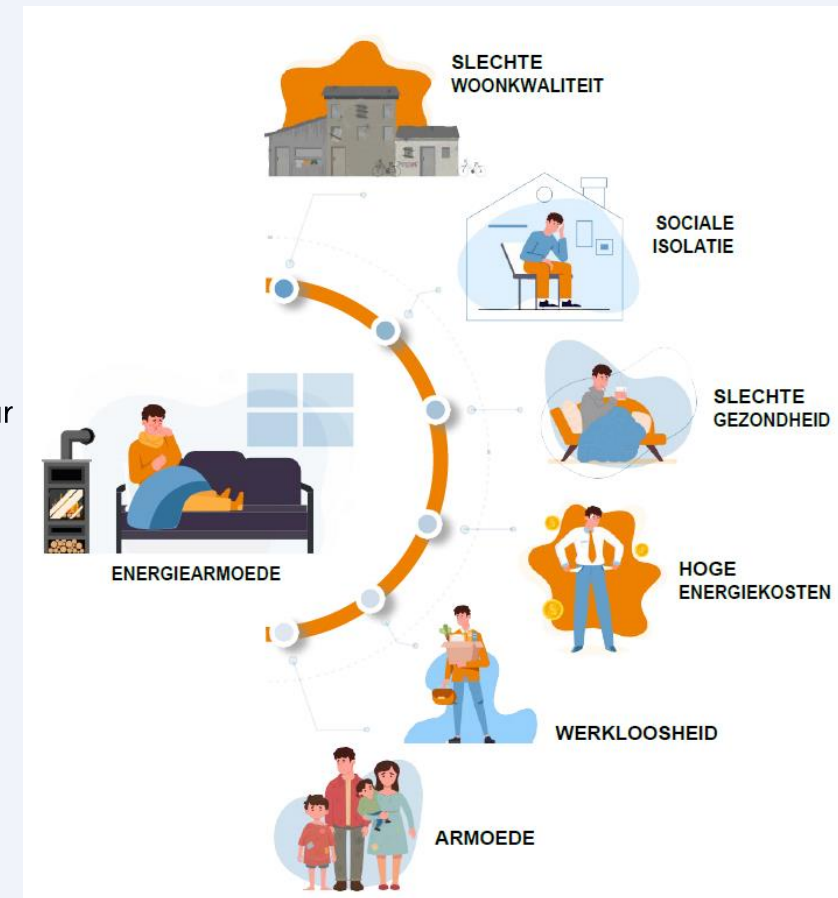 SLECHTE
WOONKWALITEIT
SOCIALE
ISOLATIE
SLECHTE
GEZONDHEID
HOGE
ENERGIEKOSTEN
ENERGIEARMOEDE
WERKLOOSHEID
ARMOEDE